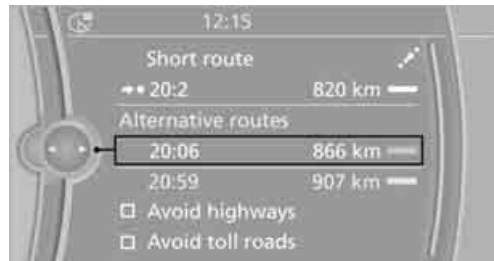 12:15
Short route
20:2 820 km
Alternative routes
20:06 866 km
20:59 907 km
Avoid highways
Avoid toll roads